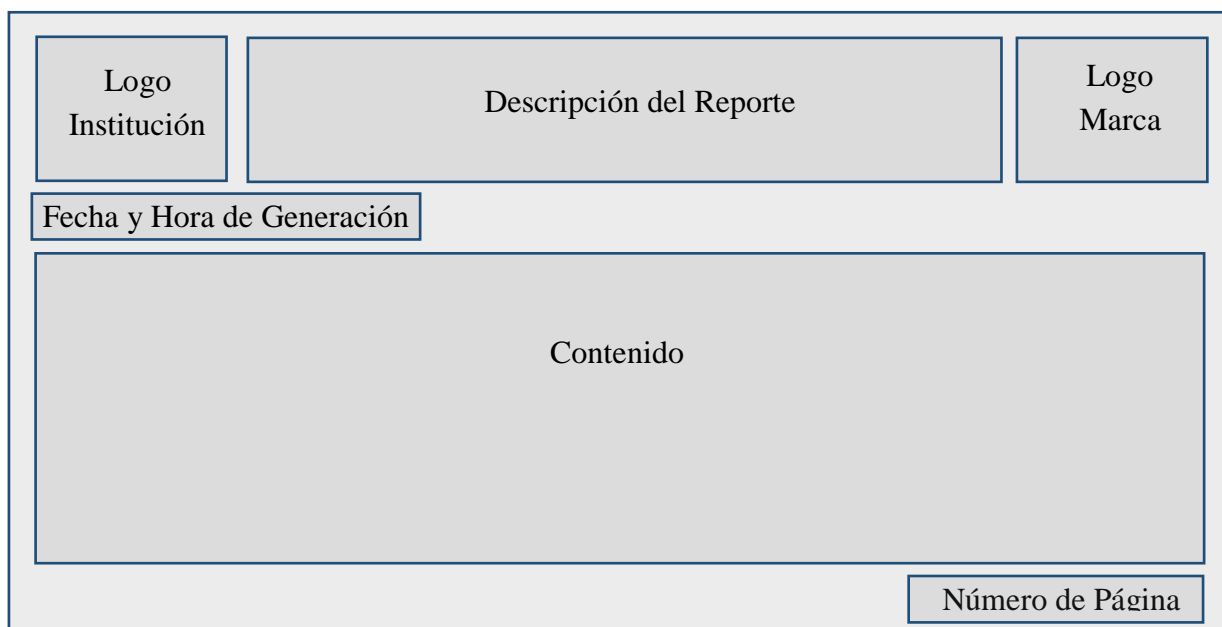 Logo
Institución
Descripción del Reporte
Logo
Marca
Fecha y Hora de Generación
Contenido
Número de Página